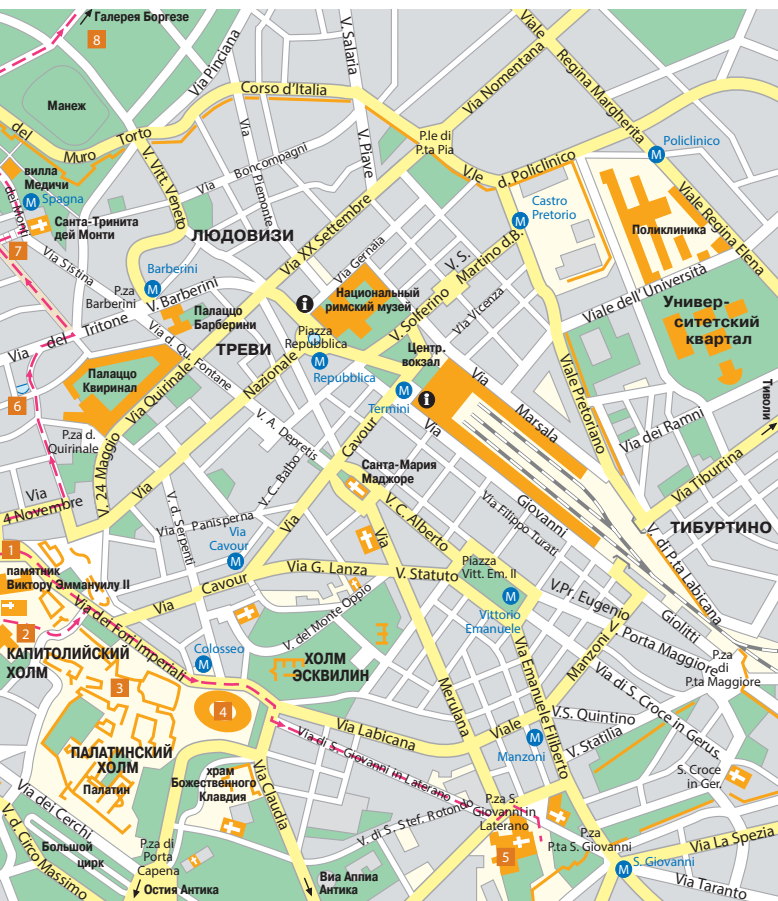 Галерея Боргезе
8
Via Pinciana
V. Salaria
Viale
Regina Margherita
Via Nomentana
Манеж
Corso d'Italia
del
Muro
Torto
Via
Piemonte
V. Piave
P.le di
P.ta Pia
V.le
d. Policlinico
Policlinico
M
вилла
Медичи
M
Spagna
dei Monti
V. Vitt. Veneto
Via
Boncompagni
Castro
Pretorio
M
Viale Regina Elena
Поликлиника
Санта-Тринита
дей Монти
7
ЛЮДОВИЗИ
Via XX Settembre
Via Sistina
Barberini
M
P.za
Barberini
V. Barberini
Via Gernaia
V. S.
Martino d.B.
Viale dell'Università
Национальный
римский музей
i
V. Solferino
Via Vicenza
Универ-
ситетский
квартал
Палаццо
Барберини
Via
del
Tritone
Via d. Qu. Fontane
ТРЕВИ
Piazza
Repubblica
M
Repubblica
Центр.
вокзал
Via
Marsala
Палаццо
Квиринал
Via Quirinale
Nazionale
Termini
M
i
Viale Pretoriano
Тиволи
6
P.za d.
Quirinale
V. A. Depretis
Cavour
Via
Via dei Ramni
Via 
4 Novembre
V. 24 Maggio
Via
Санта-Мария
Маджоре
Giovanni
Via Tiburtina
V. d. Serpenti
Panisperna
Via
V. C. Balbo
Via
V. C. Alberto
Via Filippo Turati
ТИБУРТИНО
V. di P.ta Labicana
1
памятник
Виктору Эммануилу II
Via
Cavour
M
Via
Cavour
Via G. Lanza
Via
V. Statuto
Piazza
Vitt. Em. II
V.Pr. Eugenio
Giolitti
2
Via dei Fori Imperiali
V. del Monte Oppio
M
Vittorio
Emanuele
V. Porta Maggiore
P.za
di
P.ta Maggiore
КАПИТОЛИЙСКИЙ
ХОЛМ
Colosseo
M
ХОЛМ
ЭСКВИЛИН
Merulana
Via Emanuele Filiberto
Manzoni
Via di S. Croce in Gerus.
3
4
Via Labicana
Viale
V.S. Quintino
V. Statilia
M
Manzoni
ПАЛАТИНСКИЙ
ХОЛМ
Палатин
храм
Божественного
Клавдия
Via Claudia
Via di S. Giovanni in Laterano
S. Croce
in Ger.
Via dei Cerchi
V. d. Circo Massimo
Большой
цирк
P.za di
Porta
Capena
V. di S. Stef. Rotondo
P.za S.
Giovanni in
Laterano
5
P.za
P.ta S. Giovanni
Via La Spezia
M
S. Giovanni
Via Taranto
Остия Антика
Виа Аппиа
Антика